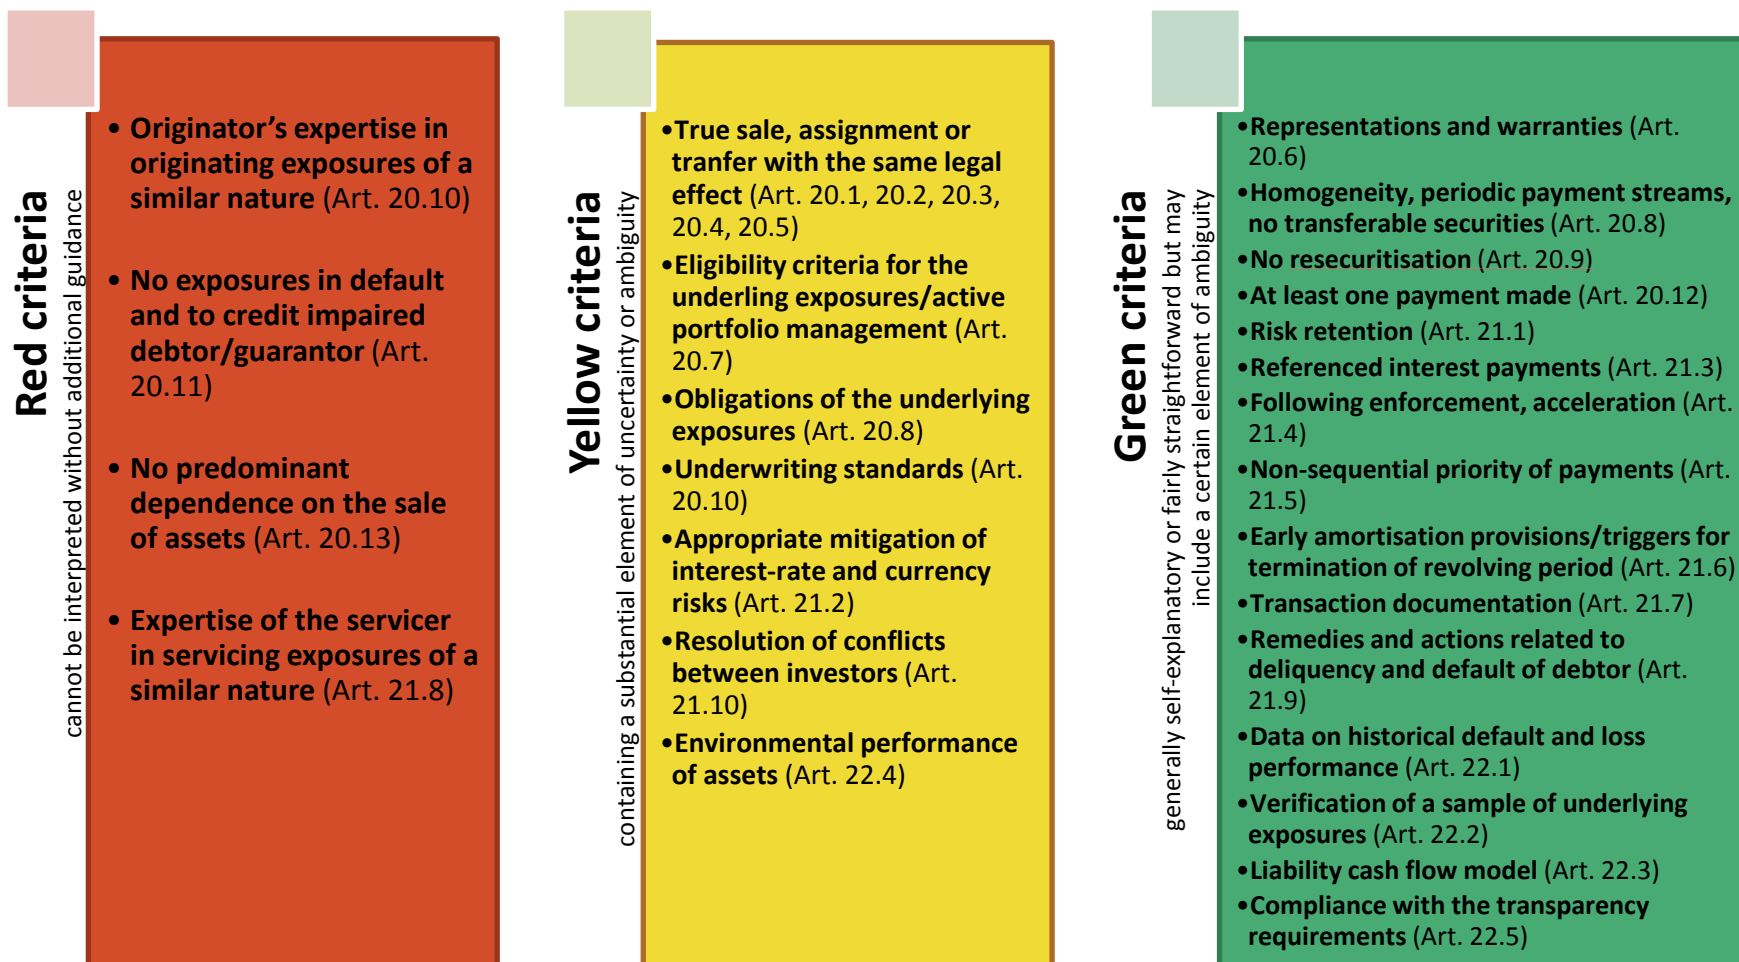 Red criteria
cannot be interpreted without additional guidance
• Originator’s expertise in
originating exposures of a
similar nature (Art. 20.10)
• No exposures in default
and to credit impaired
debtor/guarantor (Art.
20.11)
• No predominant
dependence on the sale
of assets (Art. 20.13)
• Expertise of the servicer
in servicing exposures of a
similar nature (Art. 21.8)
Yellow criteria
containing a substantial element of uncertainty or ambiguity
•True sale, assignment or
tranfer with the same legal
effect (Art. 20.1, 20.2, 20.3,
20.4, 20.5)
•Eligibility criteria for the
underling exposures/active
portfolio management (Art.
20.7)
•Obligations of the underlying
exposures (Art. 20.8)
•Underwriting standards (Art.
20.10)
•Appropriate mitigation of
interest-rate and currency
risks (Art. 21.2)
•Resolution of conflicts
between investors (Art.
21.10)
•Environmental performance
of assets (Art. 22.4)
Green criteria
generally self-explanatory or fairly straightforward but may
include a certain element of ambiguity
•Representations and warranties (Art.
20.6)
•Homogeneity, periodic payment streams,
no transferable securities (Art. 20.8)
•No resecuritisation (Art. 20.9)
•At least one payment made (Art. 20.12)
•Risk retention (Art. 21.1)
•Referenced interest payments (Art. 21.3)
•Following enforcement, acceleration (Art.
21.4)
•Non-sequential priority of payments (Art.
21.5)
•Early amortisation provisions/triggers for
termination of revolving period (Art. 21.6)
•Transaction documentation (Art. 21.7)
•Remedies and actions related to
deliquency and default of debtor (Art.
21.9)
•Data on historical default and loss
performance (Art. 22.1)
•Verification of a sample of underlying
exposures (Art. 22.2)
•Liability cash flow model (Art. 22.3)
•Compliance with the transparency
requirements (Art. 22.5)